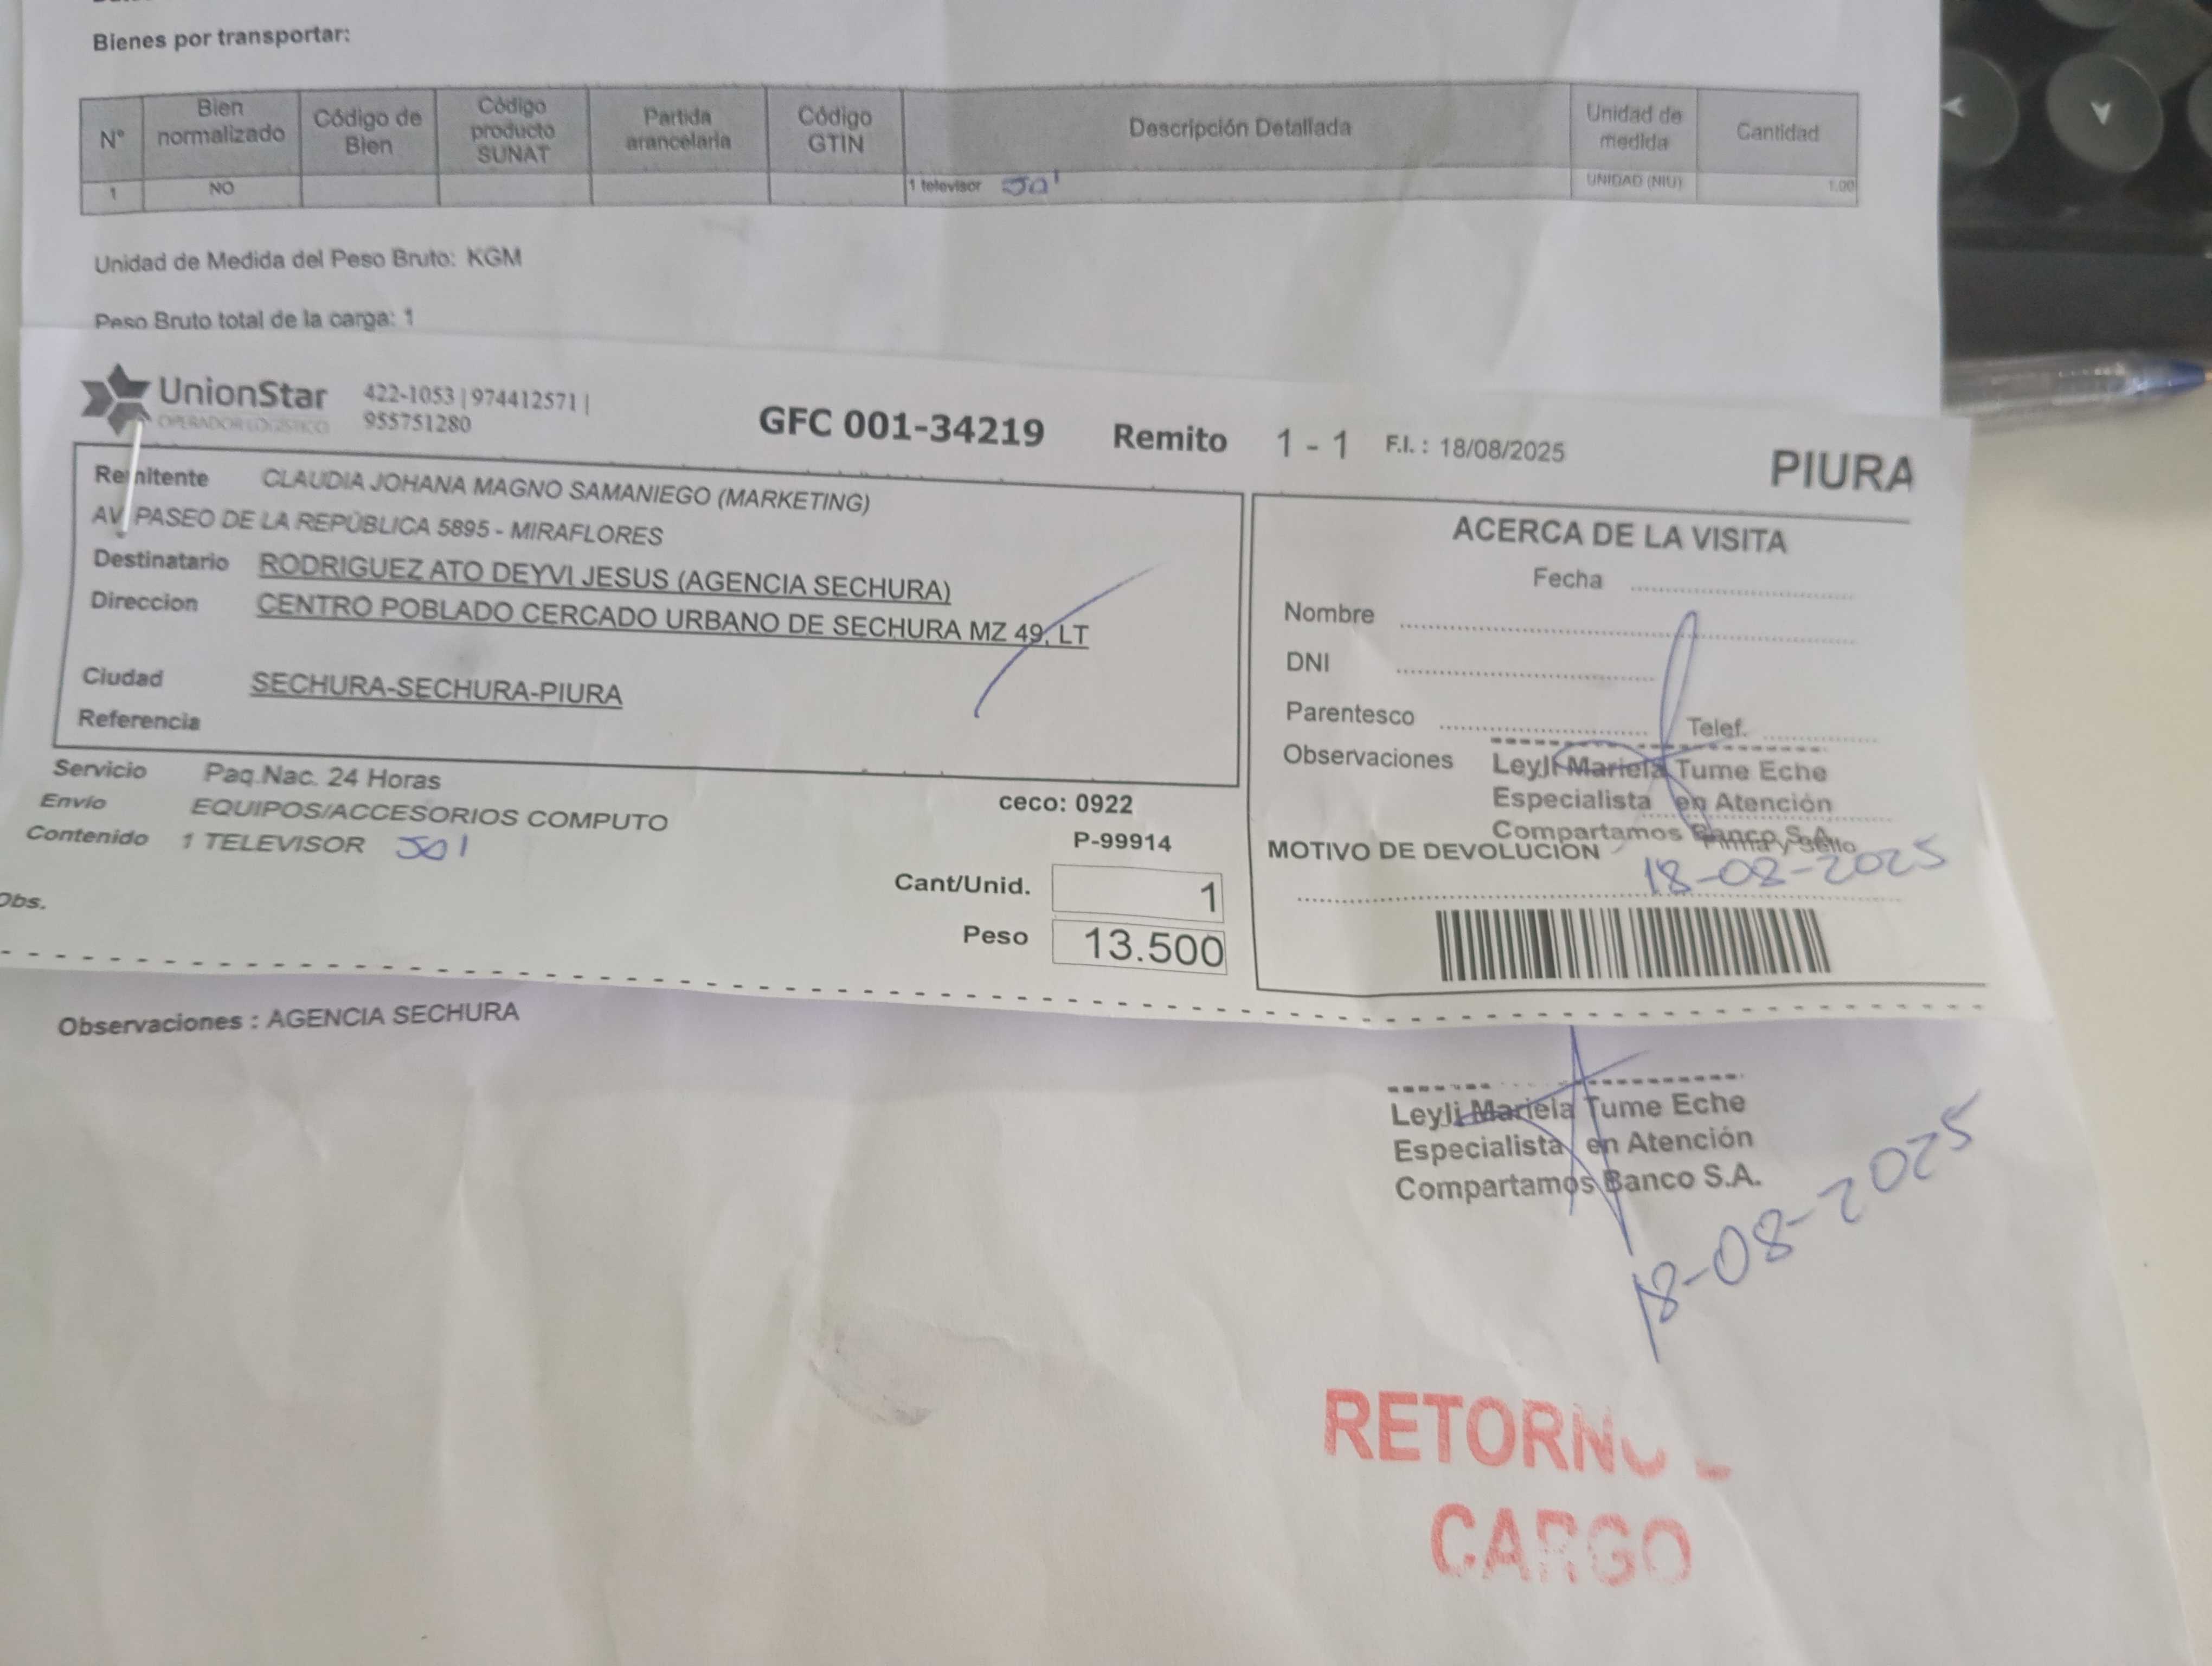 Bienes por transportar:
N° Bien normalizado Código de Bien Código producto SUNAT Partida arancelaria Código GTIN Descripción Detallada Unidad de medida Cantidad
1 NO 1 televisor UNIDAD (NIU) 1.00
Unidad de Medida del Peso Bruto: KGM
Peso Bruto total de la carga: 1
UnionStar
OPERADOR LOGÍSTICO
422-1053 | 974412571 |
955751280
GFC 001-34219 Remito 1 - 1 F.I. : 18/08/2025 PIURA
Remitente CLAUDIA JOHANA MAGNO SAMANIEGO (MARKETING)
AV PASEO DE LA REPÚBLICA 5895 - MIRAFLORES
Destinatario RODRIGUEZ ATO DEYVI JESUS (AGENCIA SECHURA)
Direccion CENTRO POBLADO CERCADO URBANO DE SECHURA MZ 49, LT
Ciudad SECHURA-SECHURA-PIURA
Referencia
Servicio Paq.Nac. 24 Horas
Envío EQUIPOS/ACCESORIOS COMPUTO
Contenido 1 TELEVISOR
ceco: 0922
P-99914
Cant/Unid. 1
Peso 13.500
Obs.
ACERCA DE LA VISITA
Fecha
Nombre
DNI
Parentesco Telef.
Observaciones
Leyli Mariela Tume Eche
Especialista en Atención
Compartamos Banco S.A.
Firma y Sello
MOTIVO DE DEVOLUCION
18-08-2025
Observaciones : AGENCIA SECHURA
Leyli Mariela Tume Eche
Especialista en Atención
Compartamos Banco S.A.
18-08-2025
RETORNO
CARGO